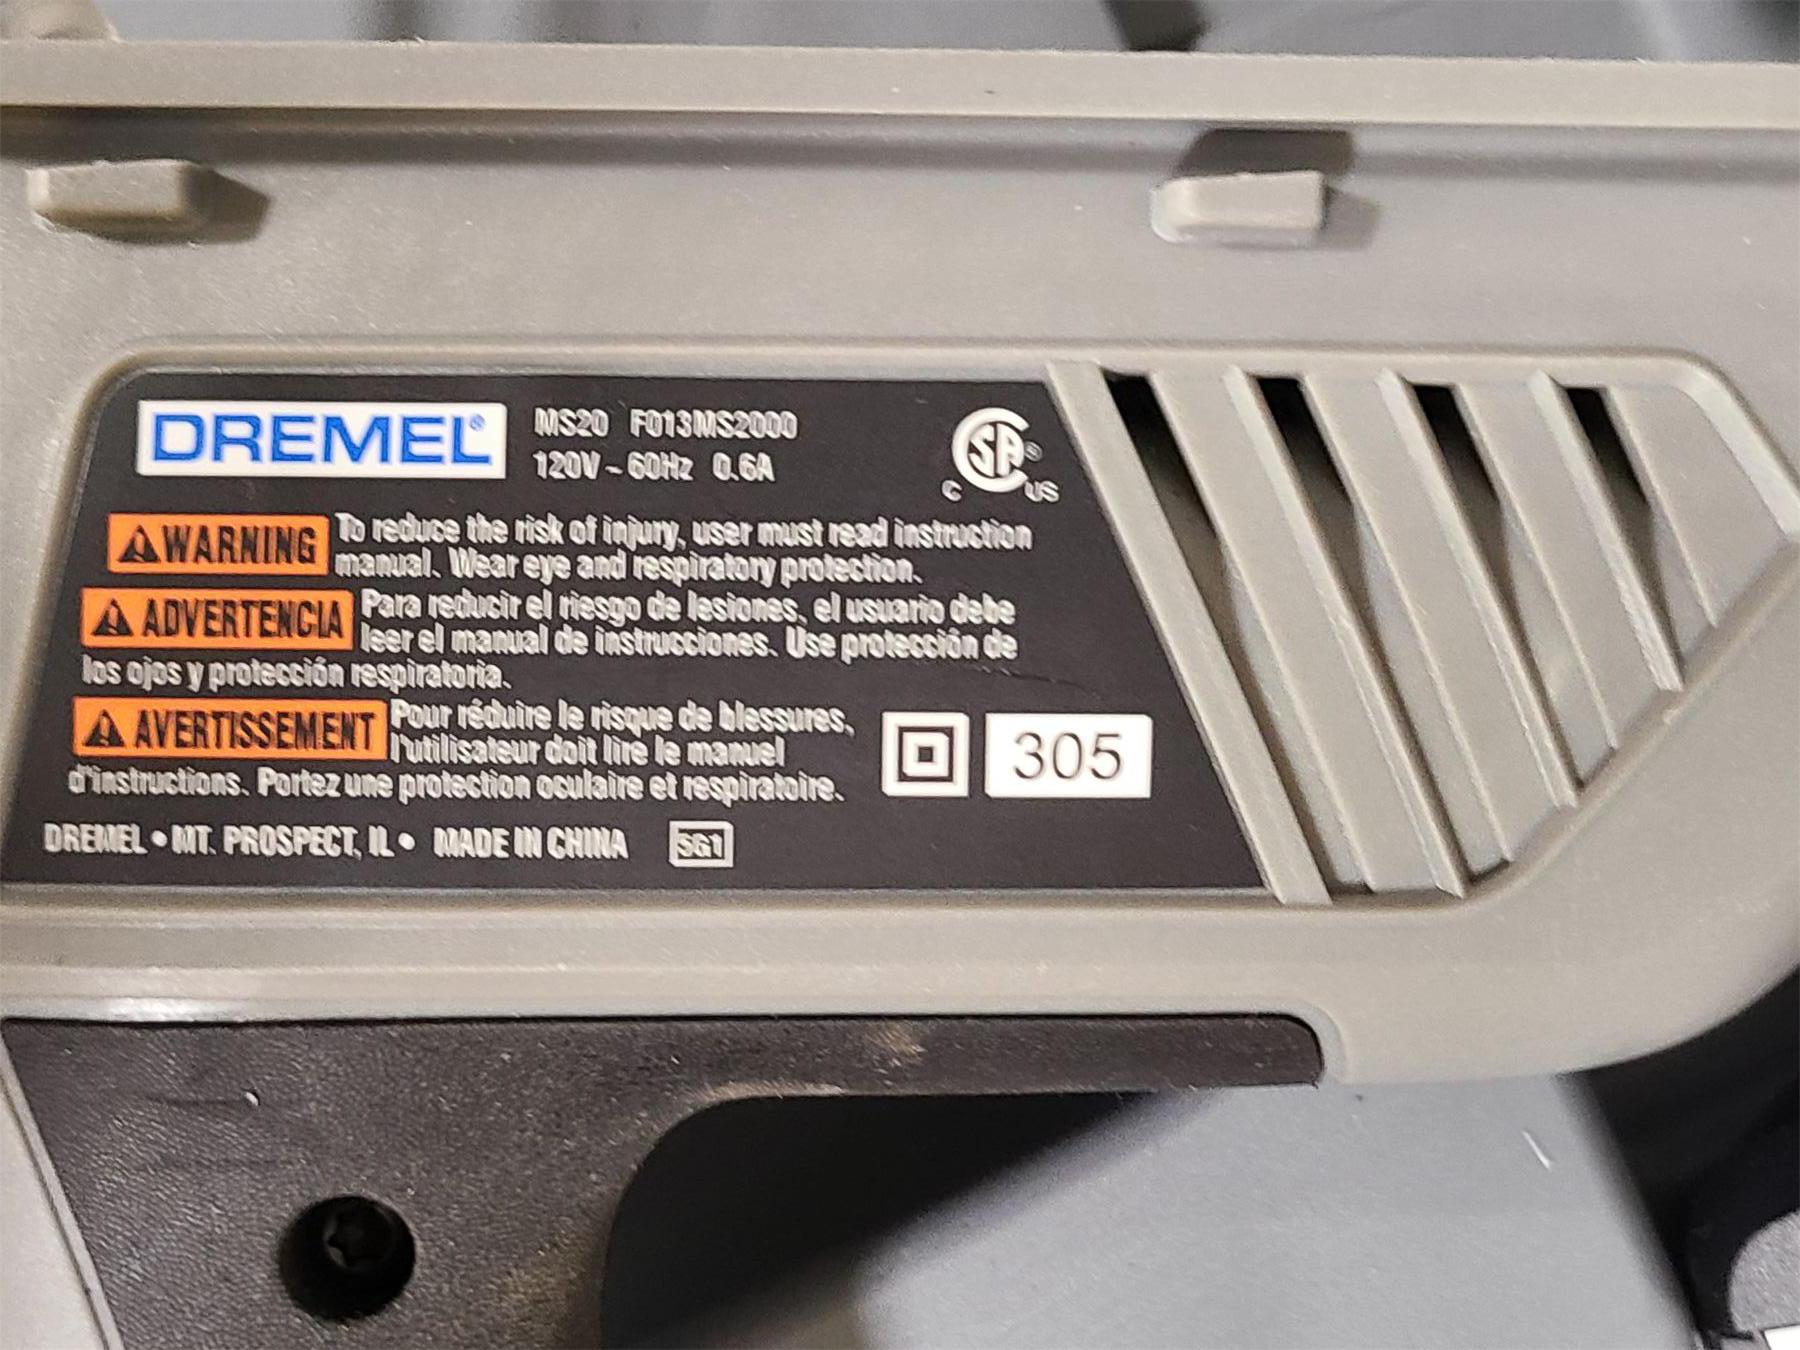 DREMEL®
MS20 F013MS2000
120V ~ 60Hz 0.6A
CSA®
C US
WARNING To reduce the risk of injury, user must read instruction
manual. Wear eye and respiratory protection.
ADVERTENCIA Para reducir el riesgo de lesiones, el usuario debe
leer el manual de instrucciones. Use protección de
los ojos y protección respiratoria.
AVERTISSEMENT Pour réduire le risque de blessures,
l'utilisateur doit lire le manuel
d'instructions. Portez une protection oculaire et respiratoire.
305
DREMEL • MT. PROSPECT, IL • MADE IN CHINA 5G1